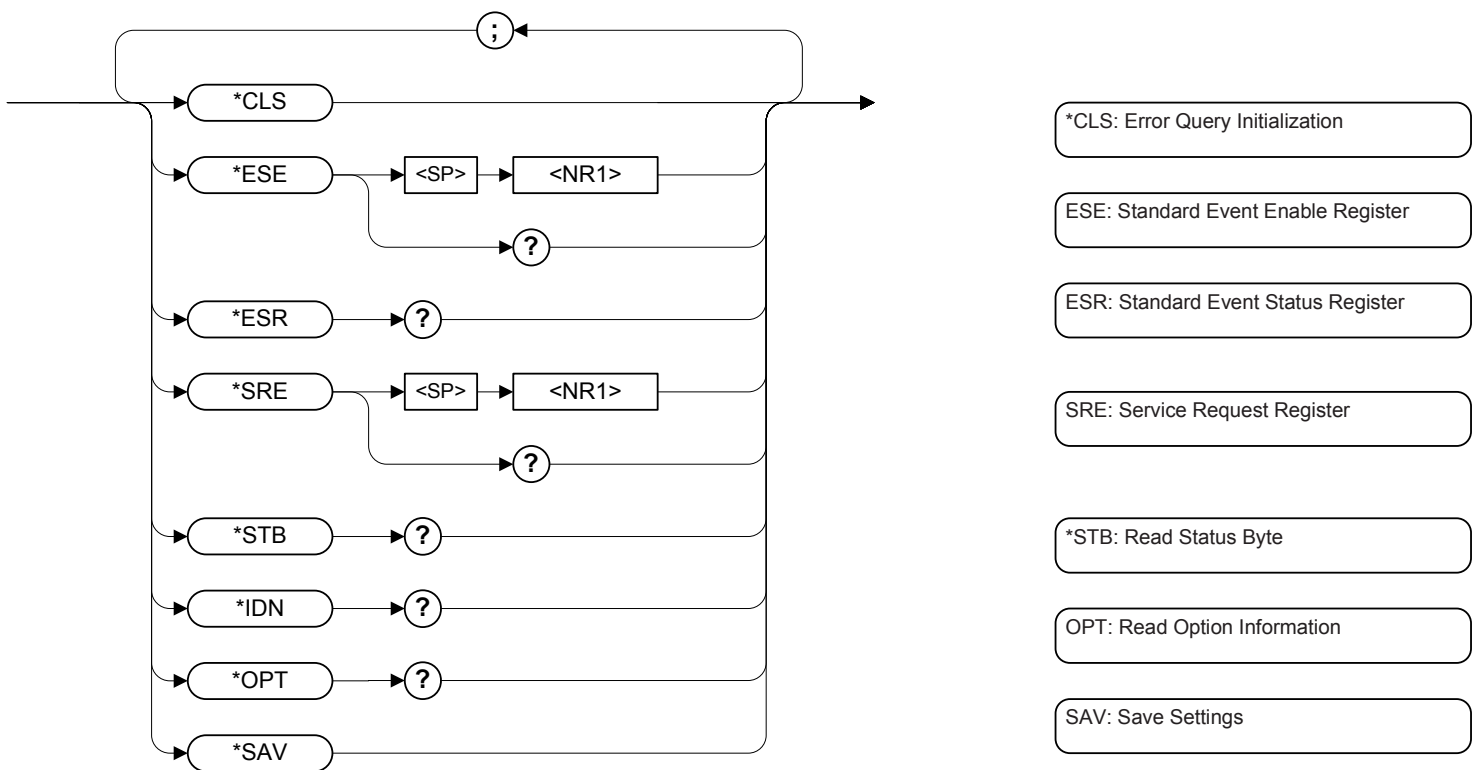 ;
*CLS
*CLS: Error Query Initialization
*ESE <SP> <NR1>
?
ESE: Standard Event Enable Register
*ESR ?
ESR: Standard Event Status Register
*SRE <SP> <NR1>
?
SRE: Service Request Register
*STB ?
*STB: Read Status Byte
*IDN ?
*OPT ?
OPT: Read Option Information
*SAV
SAV: Save Settings